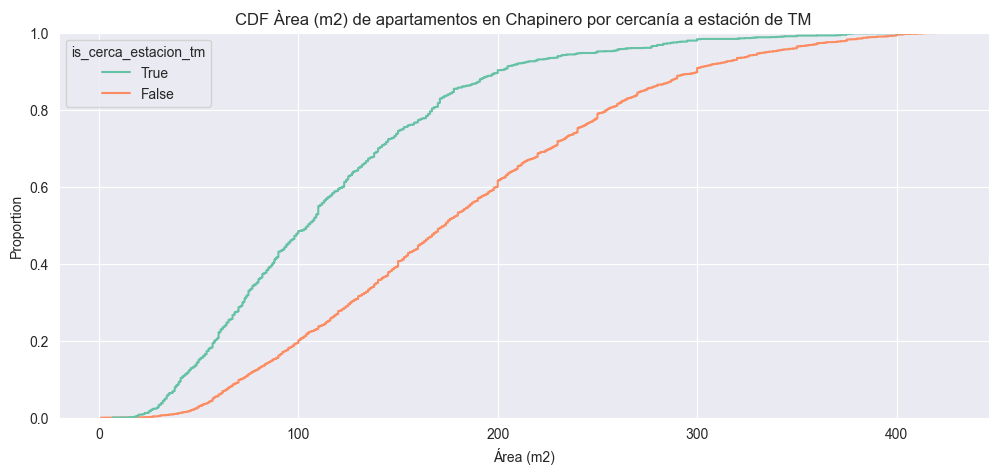 CDF Àrea (m2) de apartamentos en Chapinero por cercanía a estación de TM
is_cerca_estacion_tm
True
False
Proportion
1.0
0.8
0.6
0.4
0.2
0.0
0 100 200 300 400
Área (m2)